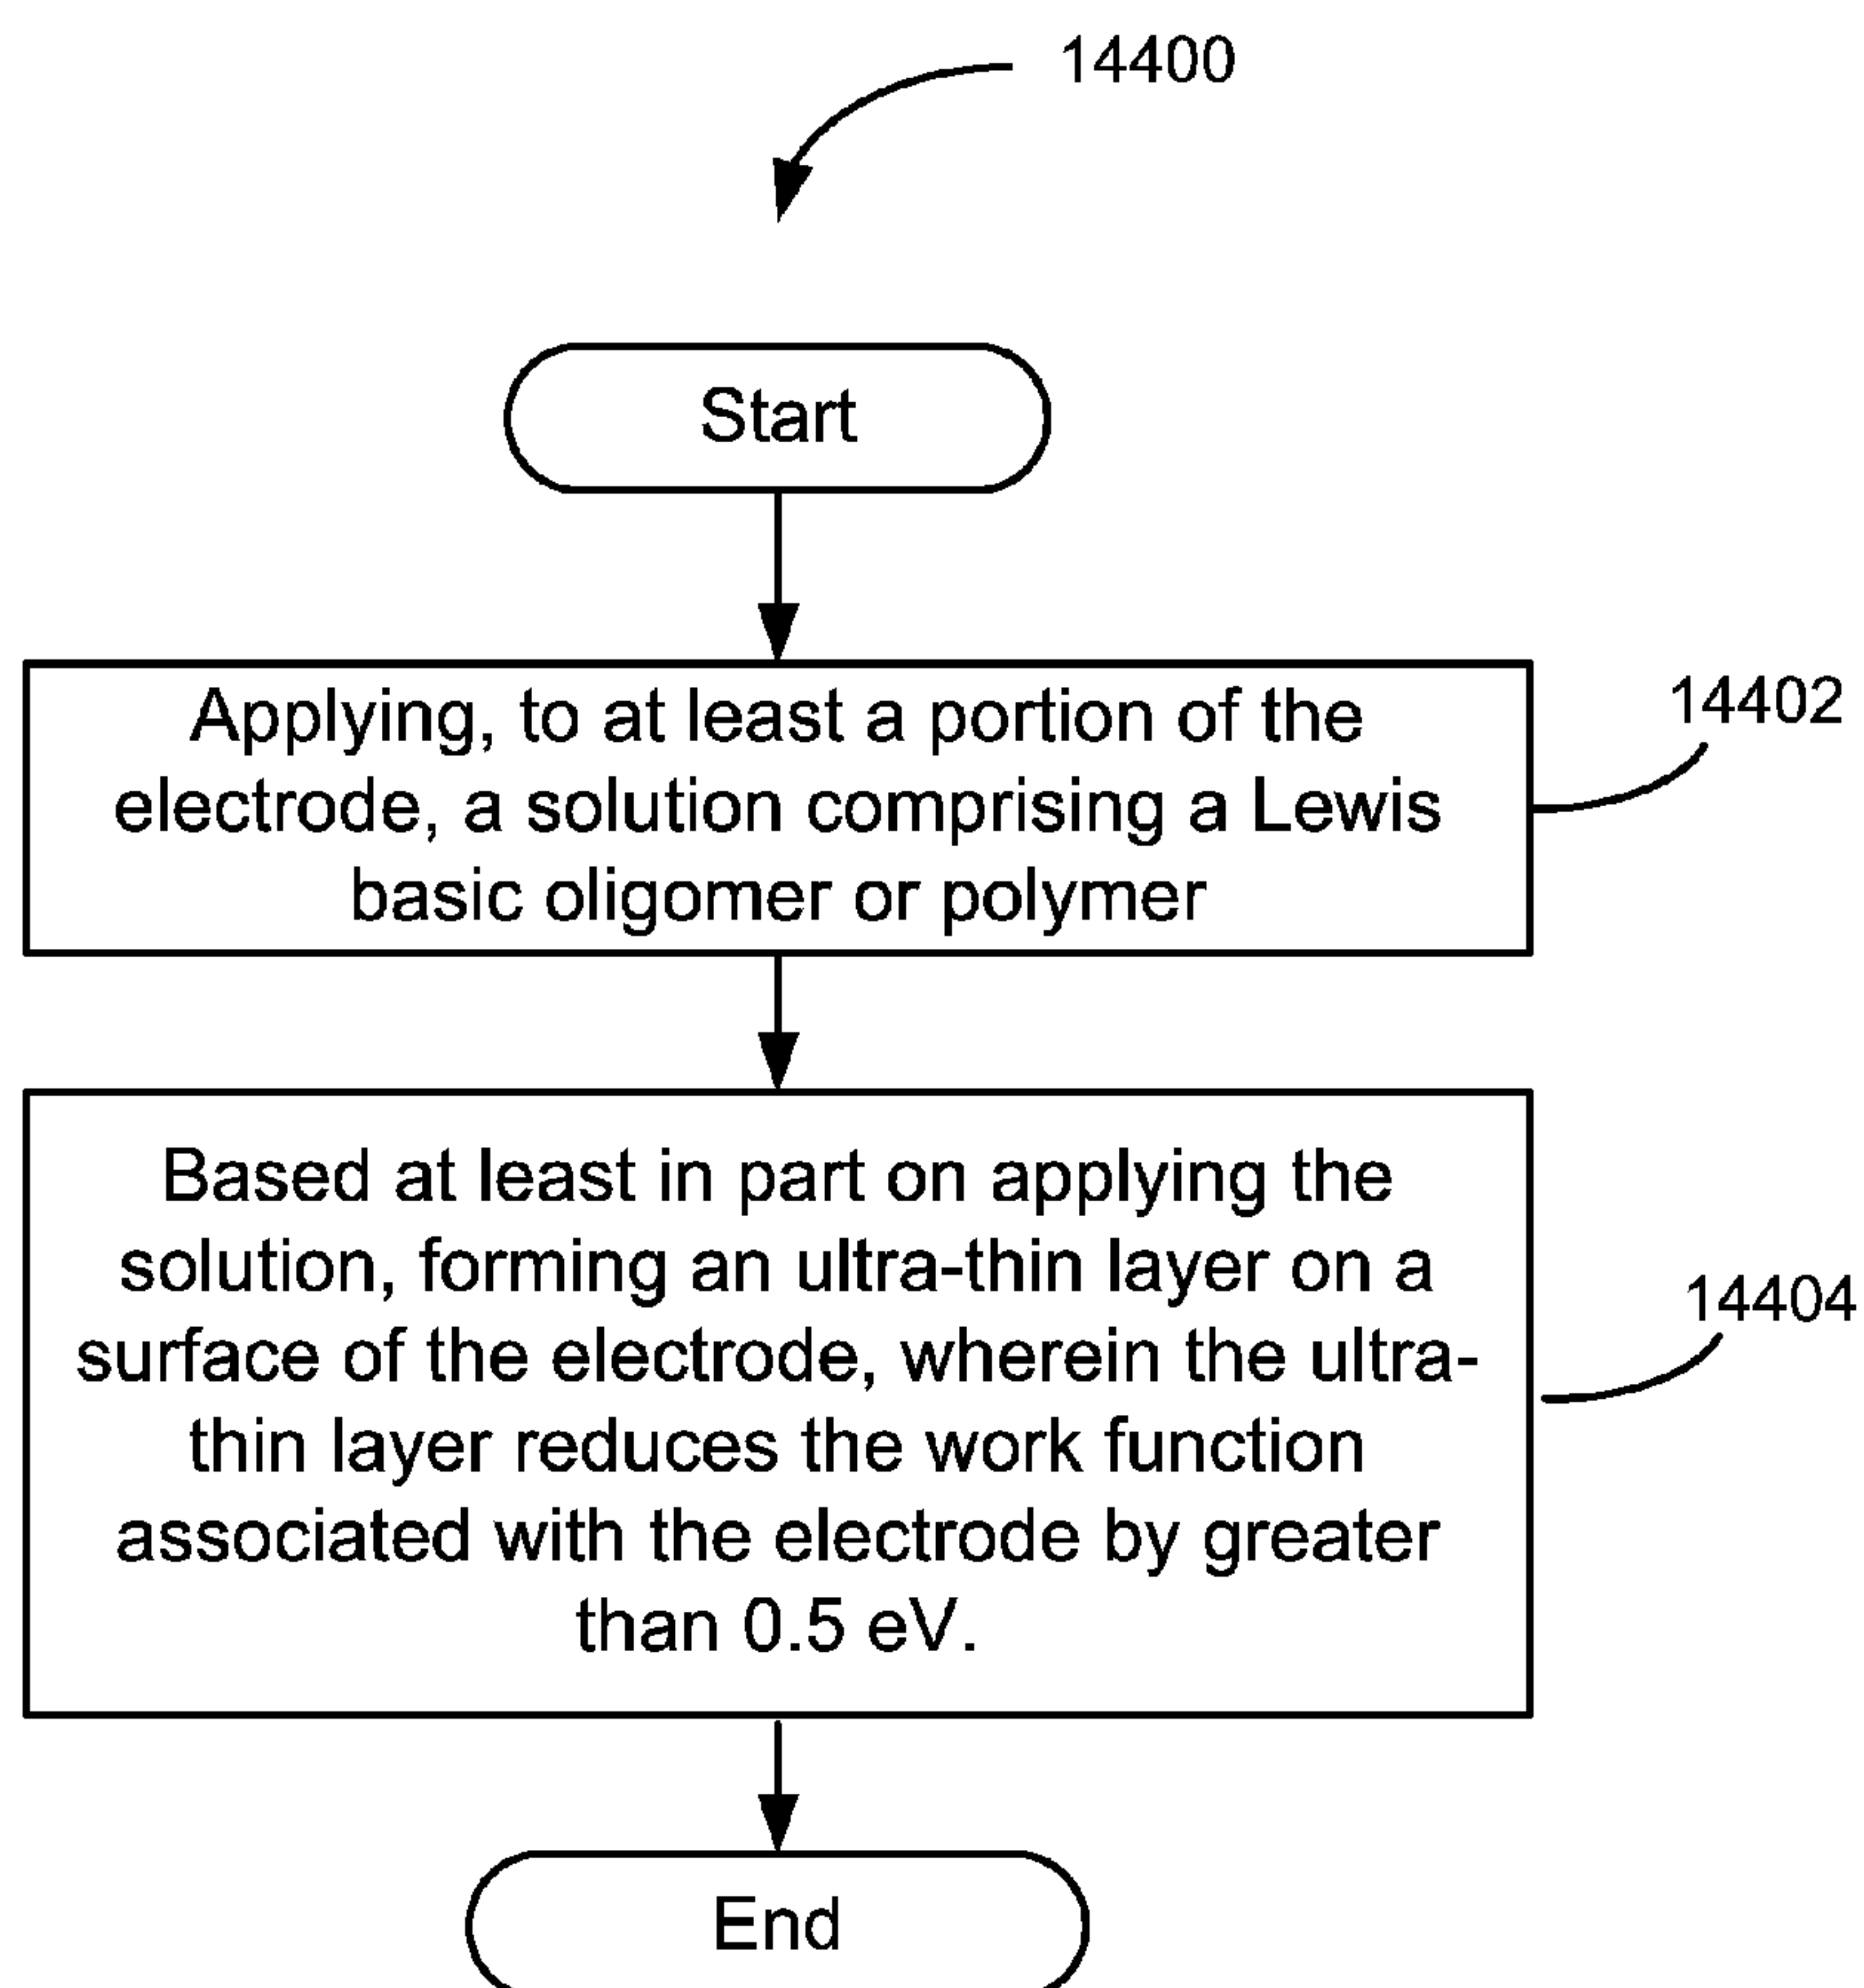 14400
Start
Applying, to at least a portion of the
electrode, a solution comprising a Lewis
basic oligomer or polymer
14402
Based at least in part on applying the
solution, forming an ultra-thin layer on a
surface of the electrode, wherein the ultra-
thin layer reduces the work function
associated with the electrode by greater
than 0.5 eV.
14404
End